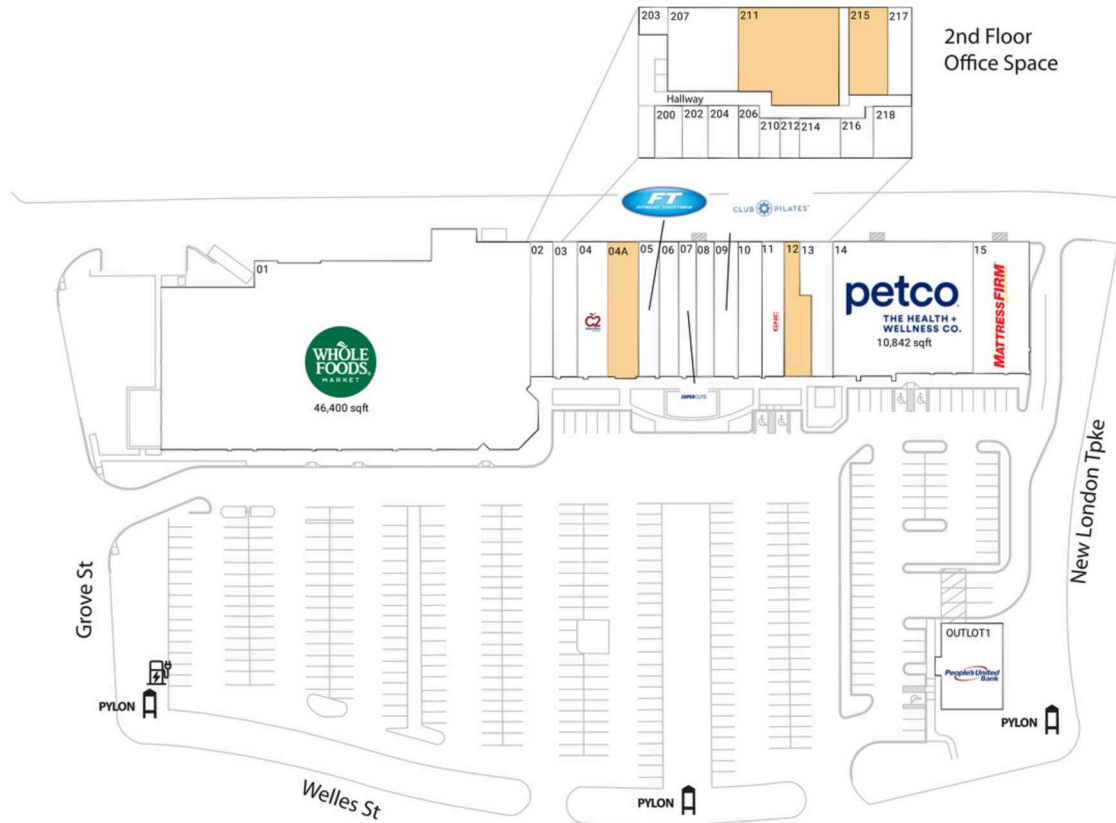 203
207
211
215
217
2nd Floor
Office Space
Hallway
200
202
204
206
210
212
214
216
218
FT
FITNESS TOGETHER
CLUB PILATES
01
02
03
04
04A
05
06
07
08
09
10
11
12
13
14
15
WHOLE
FOODS
MARKET
46,400 sqft
C2
GNC
petco
THE HEALTH +
WELLNESS CO.
10,842 sqft
MATTRESSFIRM
SUPERCUTS
Grove St
New London Tpke
OUTLOT1
People's United
Bank
PYLON
PYLON
Welles St
PYLON